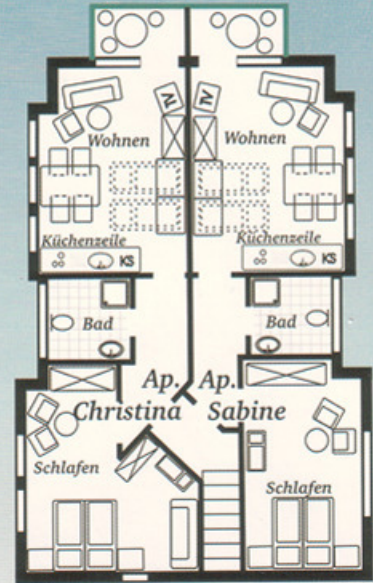 TV TV
Wohnen Wohnen
Küchenzeile Küchenzeile
KS KS
Bad Bad
Ap. Ap.
Christina Sabine
Schlafen
Schlafen